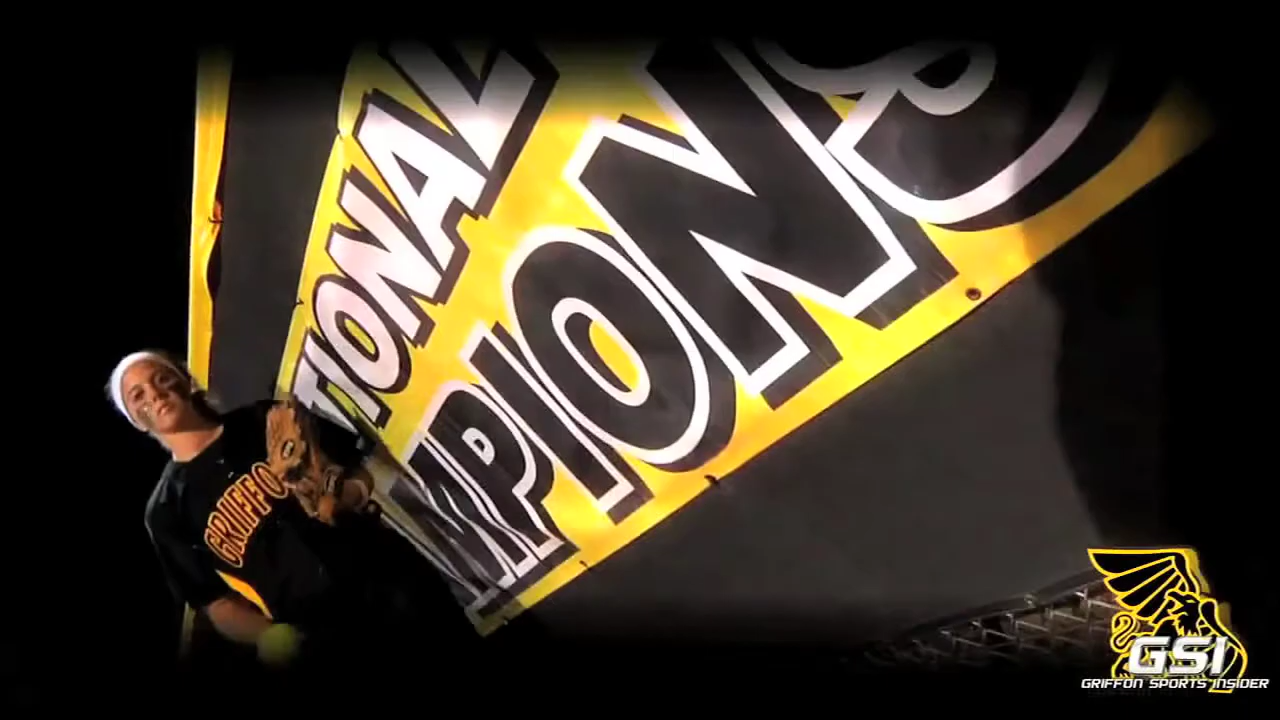 TIONAL
MPIONS
GRIFFO
GSI
GRIFFON SPORTS INSIDER